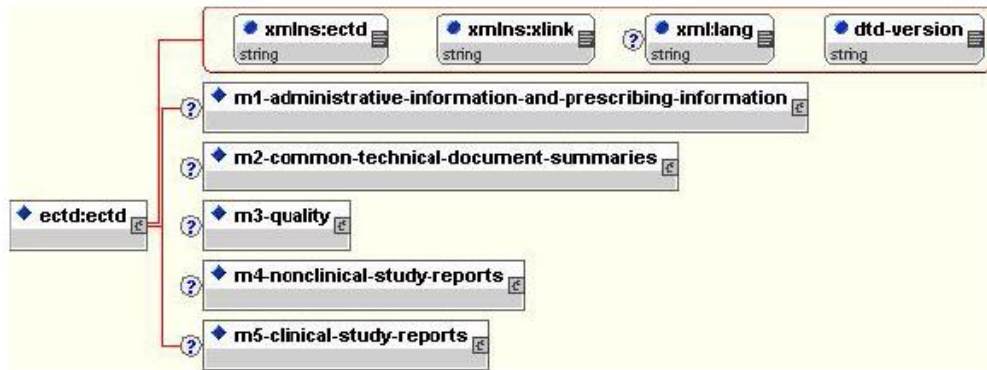 xmlns:ectd xmlns:xlink ? xml:lang dtd-version
string string string string
? m1-administrative-information-and-prescribing-information
? m2-common-technical-document-summaries
ectd:ectd ? m3-quality
? m4-nonclinical-study-reports
? m5-clinical-study-reports